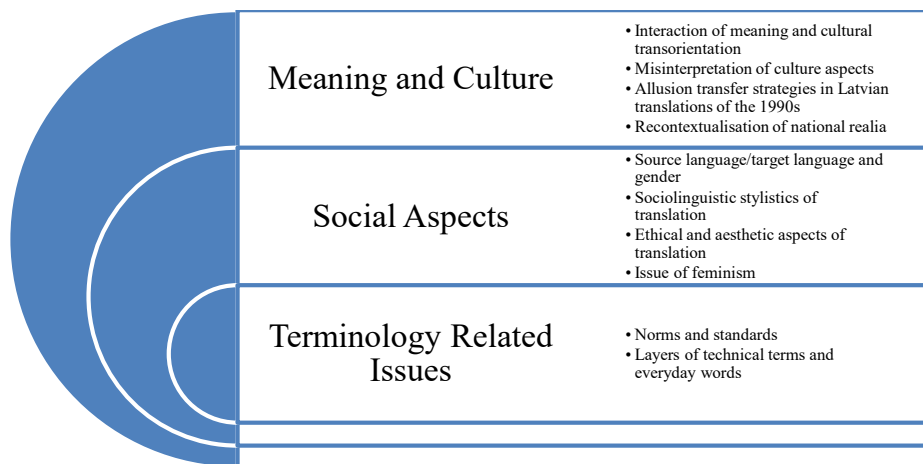 Meaning and Culture
• Interaction of meaning and cultural
transorientation
• Misinterpretation of culture aspects
• Allusion transfer strategies in Latvian
translations of the 1990s
• Recontextualisation of national realia
Social Aspects
• Source language/target language and
gender
• Sociolinguistic stylistics of
translation
• Ethical and aesthetic aspects of
translation
• Issue of feminism
Terminology Related
Issues
• Norms and standards
• Layers of technical terms and
everyday words